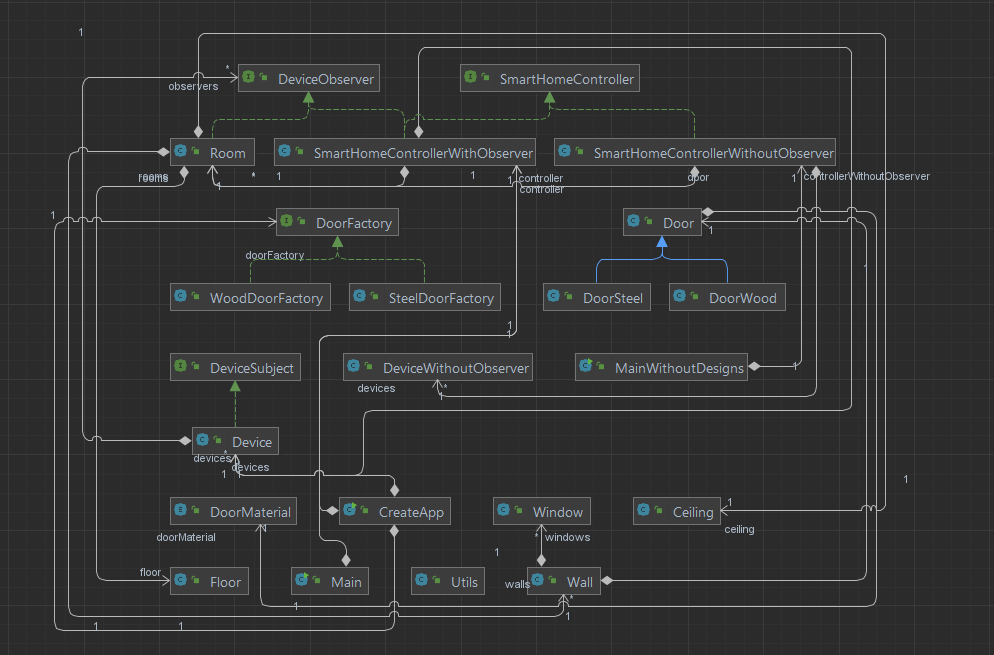 1
DeviceObserver
SmartHomeController
*
observers
Room
SmartHomeControllerWithObserver
SmartHomeControllerWithoutObserver
rooms
rooms
1
*
1
1
1
controller
controller
door
1
controllerWithoutObserver
1
DoorFactory
Door
1
doorFactory
1
WoodDoorFactory
SteelDoorFactory
DoorSteel
DoorWood
1
1
DeviceSubject
DeviceWithoutObserver
MainWithoutDesigns
1
devices
*
1
Device
devices
*
devices
1
1
1
DoorMaterial
CreateApp
Window
Ceiling
1
doorMaterial
*
windows
ceiling
1
floor
Floor
Main
Utils
walls
Wall
*
1
1
1
1